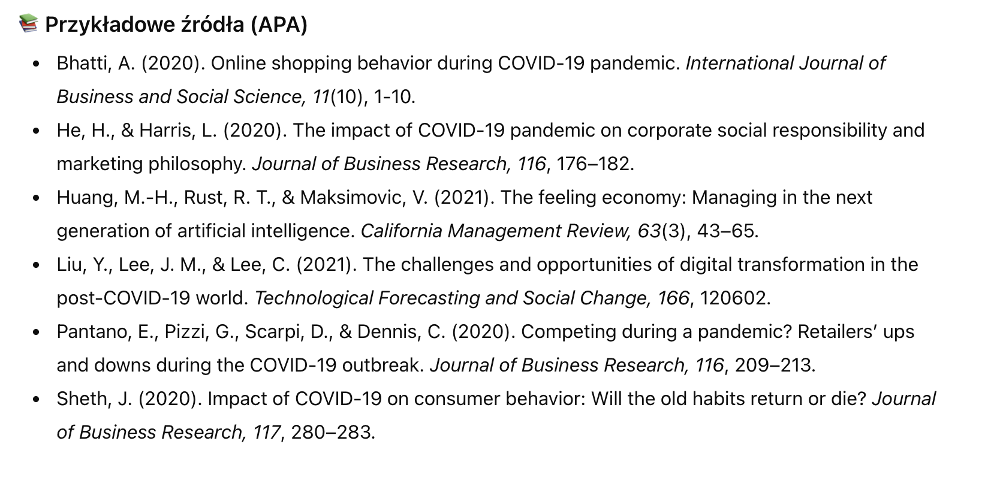 📚 Przykładowe źródła (APA)
• Bhatti, A. (2020). Online shopping behavior during COVID-19 pandemic. International Journal of
Business and Social Science, 11(10), 1-10.
• He, H., & Harris, L. (2020). The impact of COVID-19 pandemic on corporate social responsibility and
marketing philosophy. Journal of Business Research, 116, 176–182.
• Huang, M.-H., Rust, R. T., & Maksimovic, V. (2021). The feeling economy: Managing in the next
generation of artificial intelligence. California Management Review, 63(3), 43–65.
• Liu, Y., Lee, J. M., & Lee, C. (2021). The challenges and opportunities of digital transformation in the
post-COVID-19 world. Technological Forecasting and Social Change, 166, 120602.
• Pantano, E., Pizzi, G., Scarpi, D., & Dennis, C. (2020). Competing during a pandemic? Retailers’ ups
and downs during the COVID-19 outbreak. Journal of Business Research, 116, 209–213.
• Sheth, J. (2020). Impact of COVID-19 on consumer behavior: Will the old habits return or die? Journal
of Business Research, 117, 280–283.